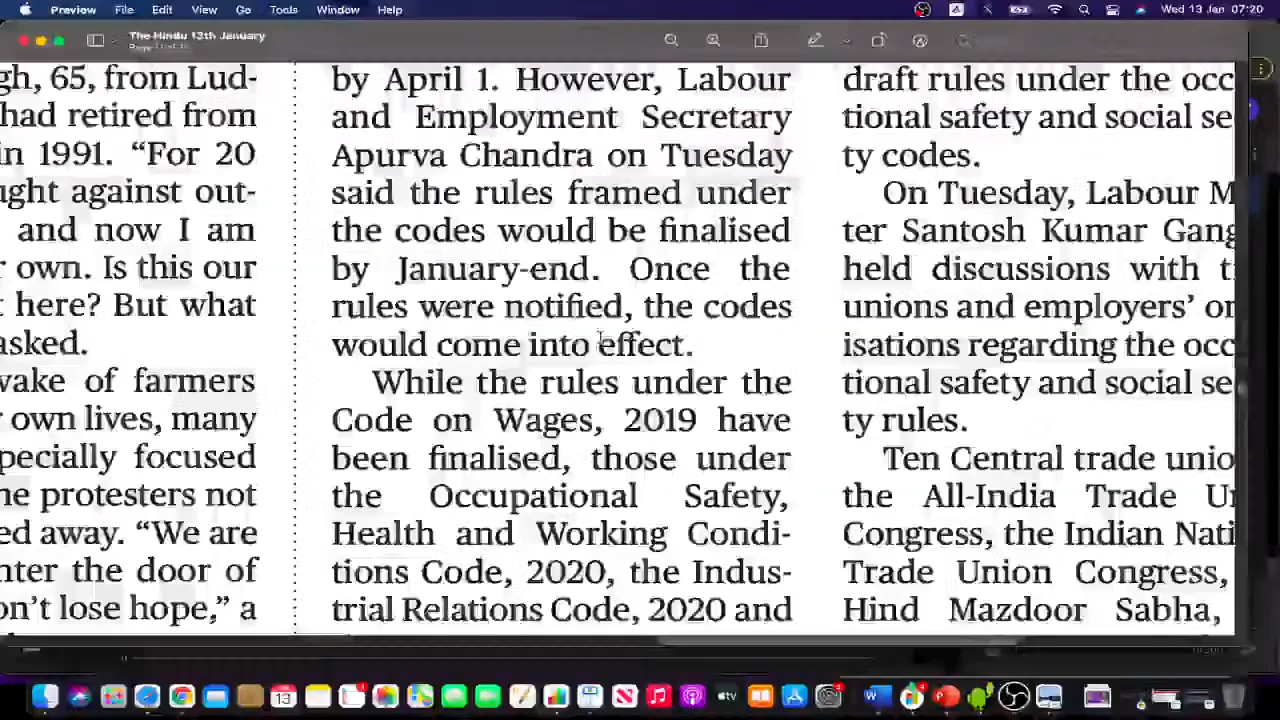 Preview File Edit View Go Tools Window Help Wed 13 Jan 07:20
The Hindu 13th January
gh, 65, from Lud-
had retired from
in 1991. “For 20
ught against out-
and now I am
r own. Is this our
t here? But what
asked.
wake of farmers
r own lives, many
pecially focused
he protesters not
ed away. “We are
nter the door of
on’t lose hope,” a
by April 1. However, Labour
and Employment Secretary
Apurva Chandra on Tuesday
said the rules framed under
the codes would be finalised
by January-end. Once the
rules were notified, the codes
would come into effect.
While the rules under the
Code on Wages, 2019 have
been finalised, those under
the Occupational Safety,
Health and Working Condi-
tions Code, 2020, the Indus-
trial Relations Code, 2020 and
draft rules under the occ
tional safety and social se
ty codes.
On Tuesday, Labour M
ter Santosh Kumar Gang
held discussions with t
unions and employers’ or
isations regarding the occ
tional safety and social se
ty rules.
Ten Central trade unio
the All-India Trade U
Congress, the Indian Nati
Trade Union Congress,
Hind Mazdoor Sabha,
13
tv